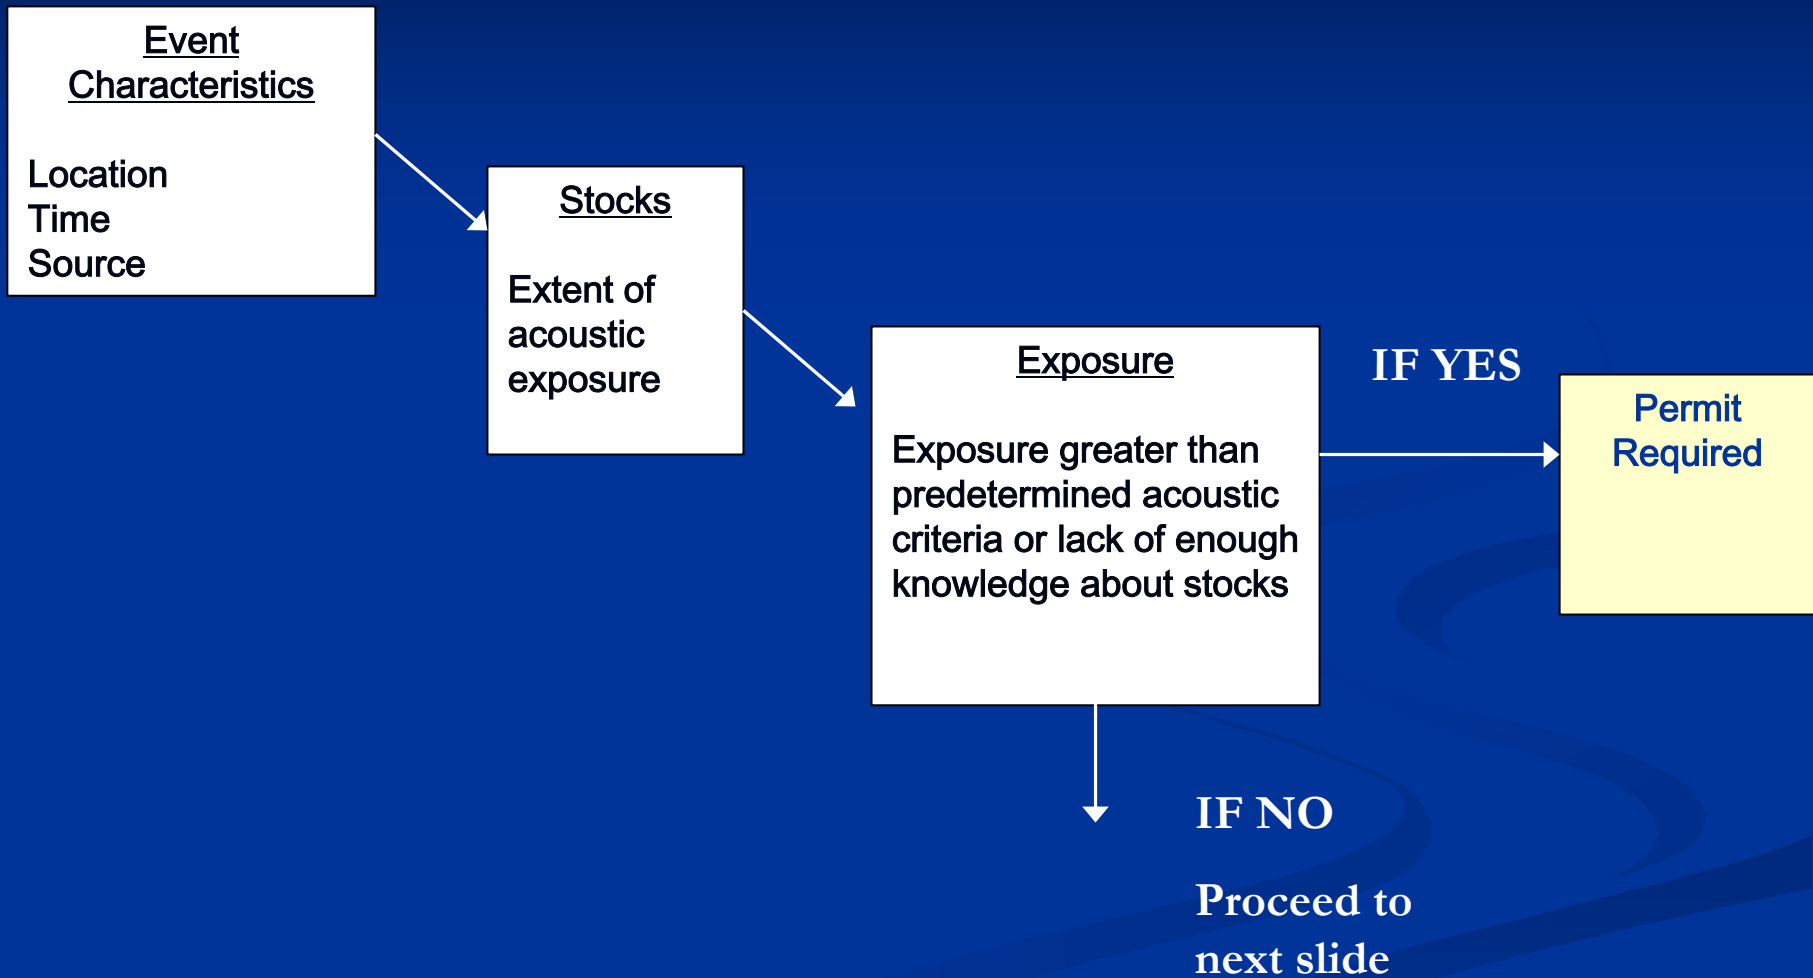 Event
Characteristics
Location
Time
Source
Stocks
Extent of
acoustic
exposure
Exposure
Exposure greater than
predetermined acoustic
criteria or lack of enough
knowledge about stocks
IF YES
Permit
Required
IF NO
Proceed to
next slide